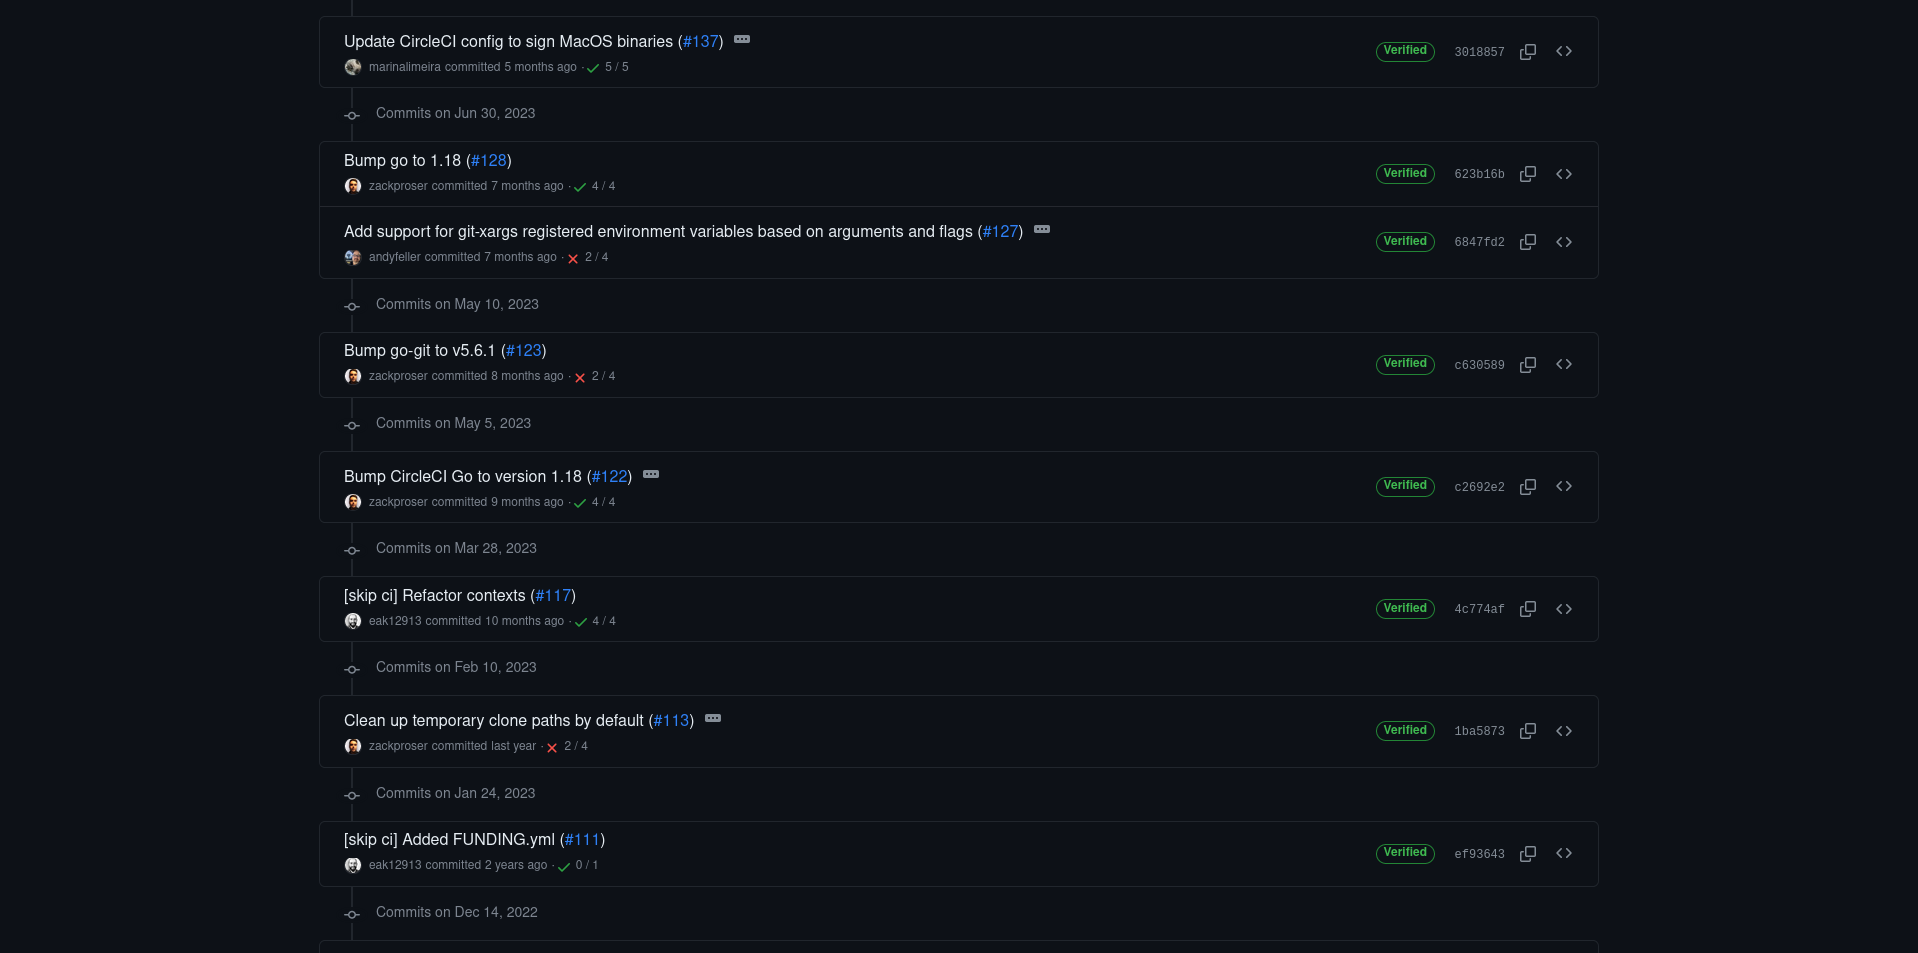 Update CircleCI config to sign MacOS binaries (#137) ...
Verified 3018857
marinalimeira committed 5 months ago · 5 / 5
Commits on Jun 30, 2023
Bump go to 1.18 (#128)
Verified 623b16b
zackproser committed 7 months ago · 4 / 4
Add support for git-xargs registered environment variables based on arguments and flags (#127) ...
Verified 6847fd2
andyfeller committed 7 months ago · 2 / 4
Commits on May 10, 2023
Bump go-git to v5.6.1 (#123)
Verified c630589
zackproser committed 8 months ago · 2 / 4
Commits on May 5, 2023
Bump CircleCI Go to version 1.18 (#122) ...
Verified c2692e2
zackproser committed 9 months ago · 4 / 4
Commits on Mar 28, 2023
[skip ci] Refactor contexts (#117)
Verified 4c774af
eak12913 committed 10 months ago · 4 / 4
Commits on Feb 10, 2023
Clean up temporary clone paths by default (#113) ...
Verified 1ba5873
zackproser committed last year · 2 / 4
Commits on Jan 24, 2023
[skip ci] Added FUNDING.yml (#111)
Verified ef93643
eak12913 committed 2 years ago · 0 / 1
Commits on Dec 14, 2022